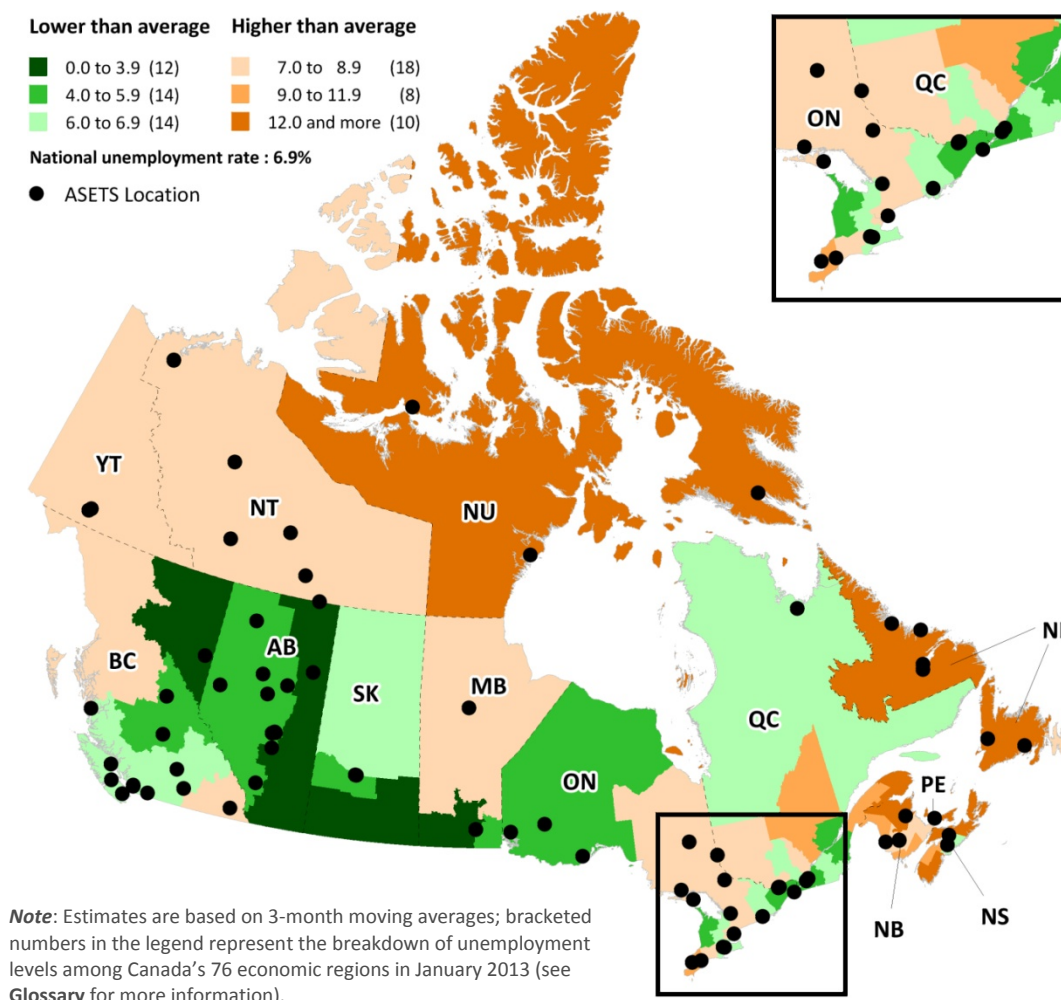 Lower than average
Higher than average
0.0 to 3.9 (12)
4.0 to 5.9 (14)
6.0 to 6.9 (14)
7.0 to 8.9 (18)
9.0 to 11.9 (8)
12.0 and more (10)
National unemployment rate : 6.9%
ASETS Location
QC
ON
YT
NT
NU
BC
AB
SK
MB
ON
QC
PE
NB
NS
Note: Estimates are based on 3-month moving averages; bracketed
numbers in the legend represent the breakdown of unemployment
levels among Canada's 76 economic regions in January 2013 (see
Glossary for more information).